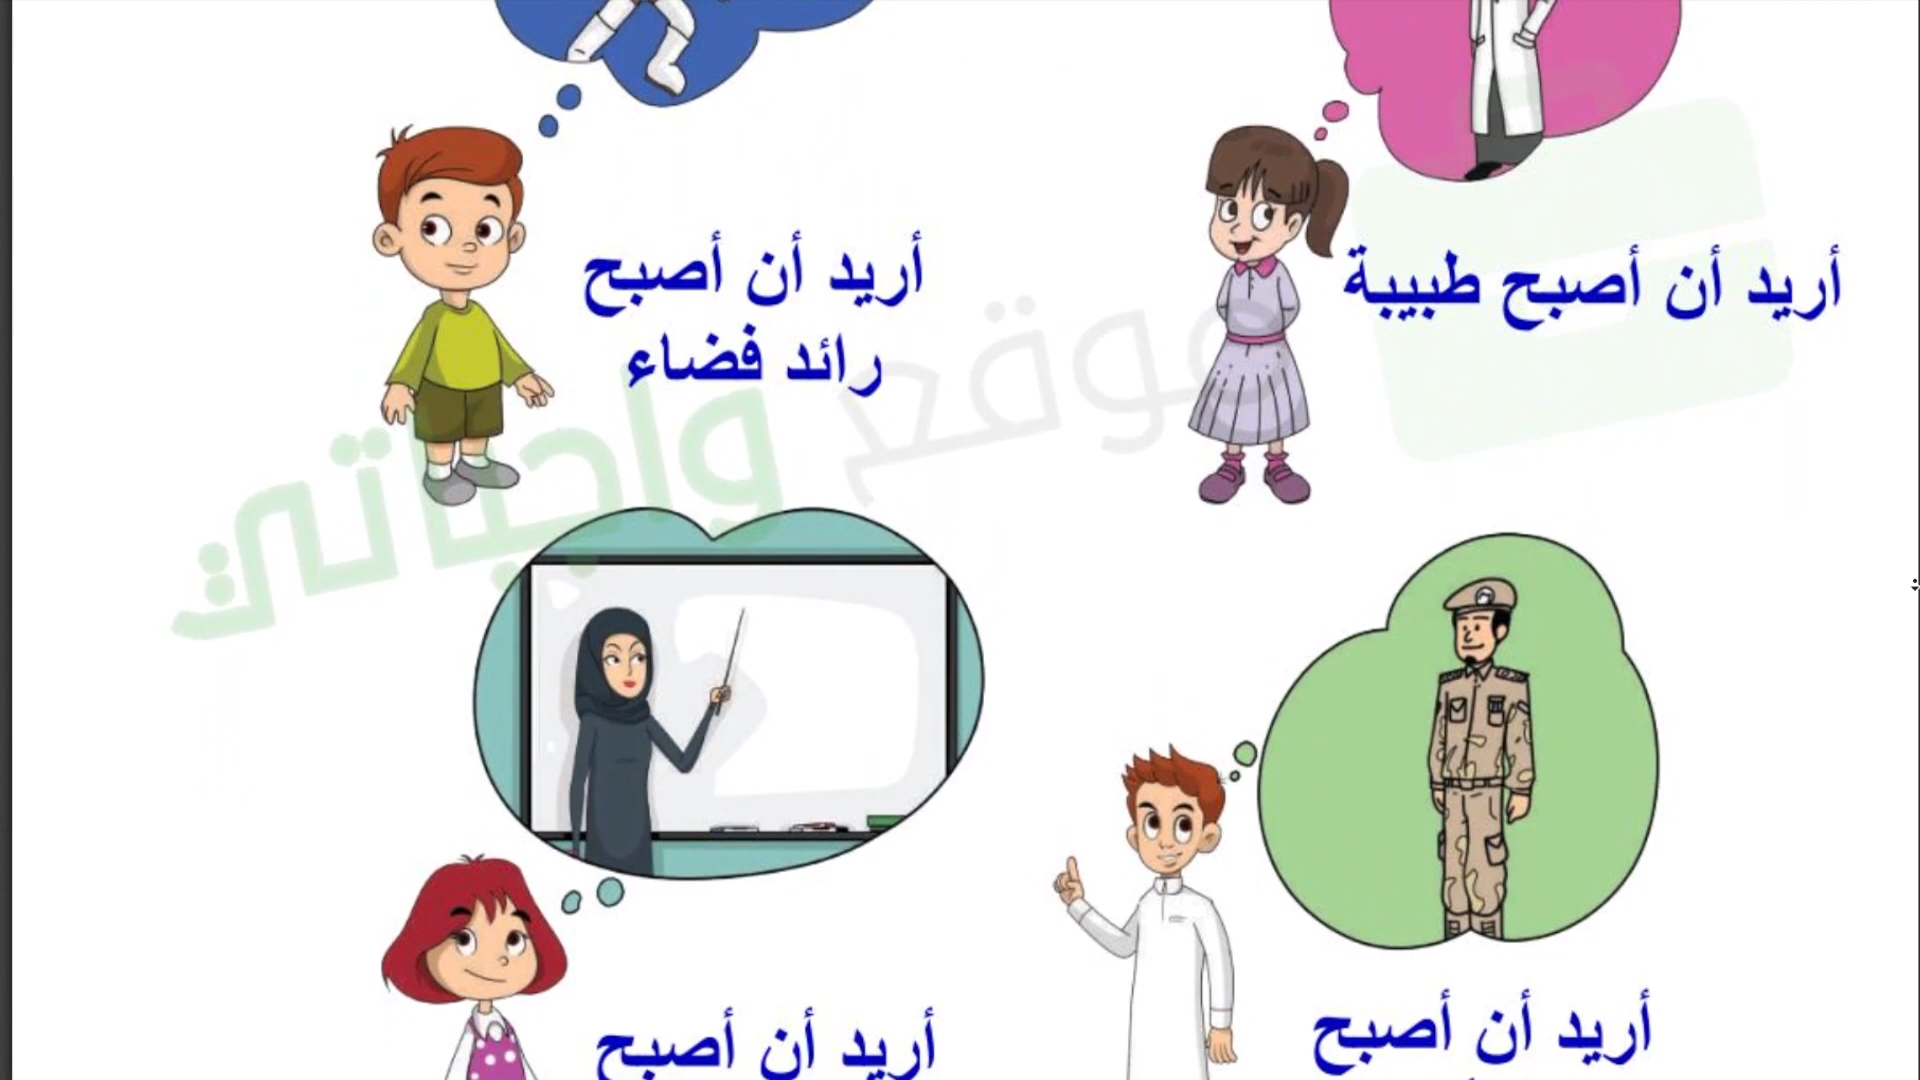 أريد أن أصبح طبيبة
أريد أن أصبح
رائد فضاء
موقع واجباتي
أريد أن أصبح
أريد أن أصبح